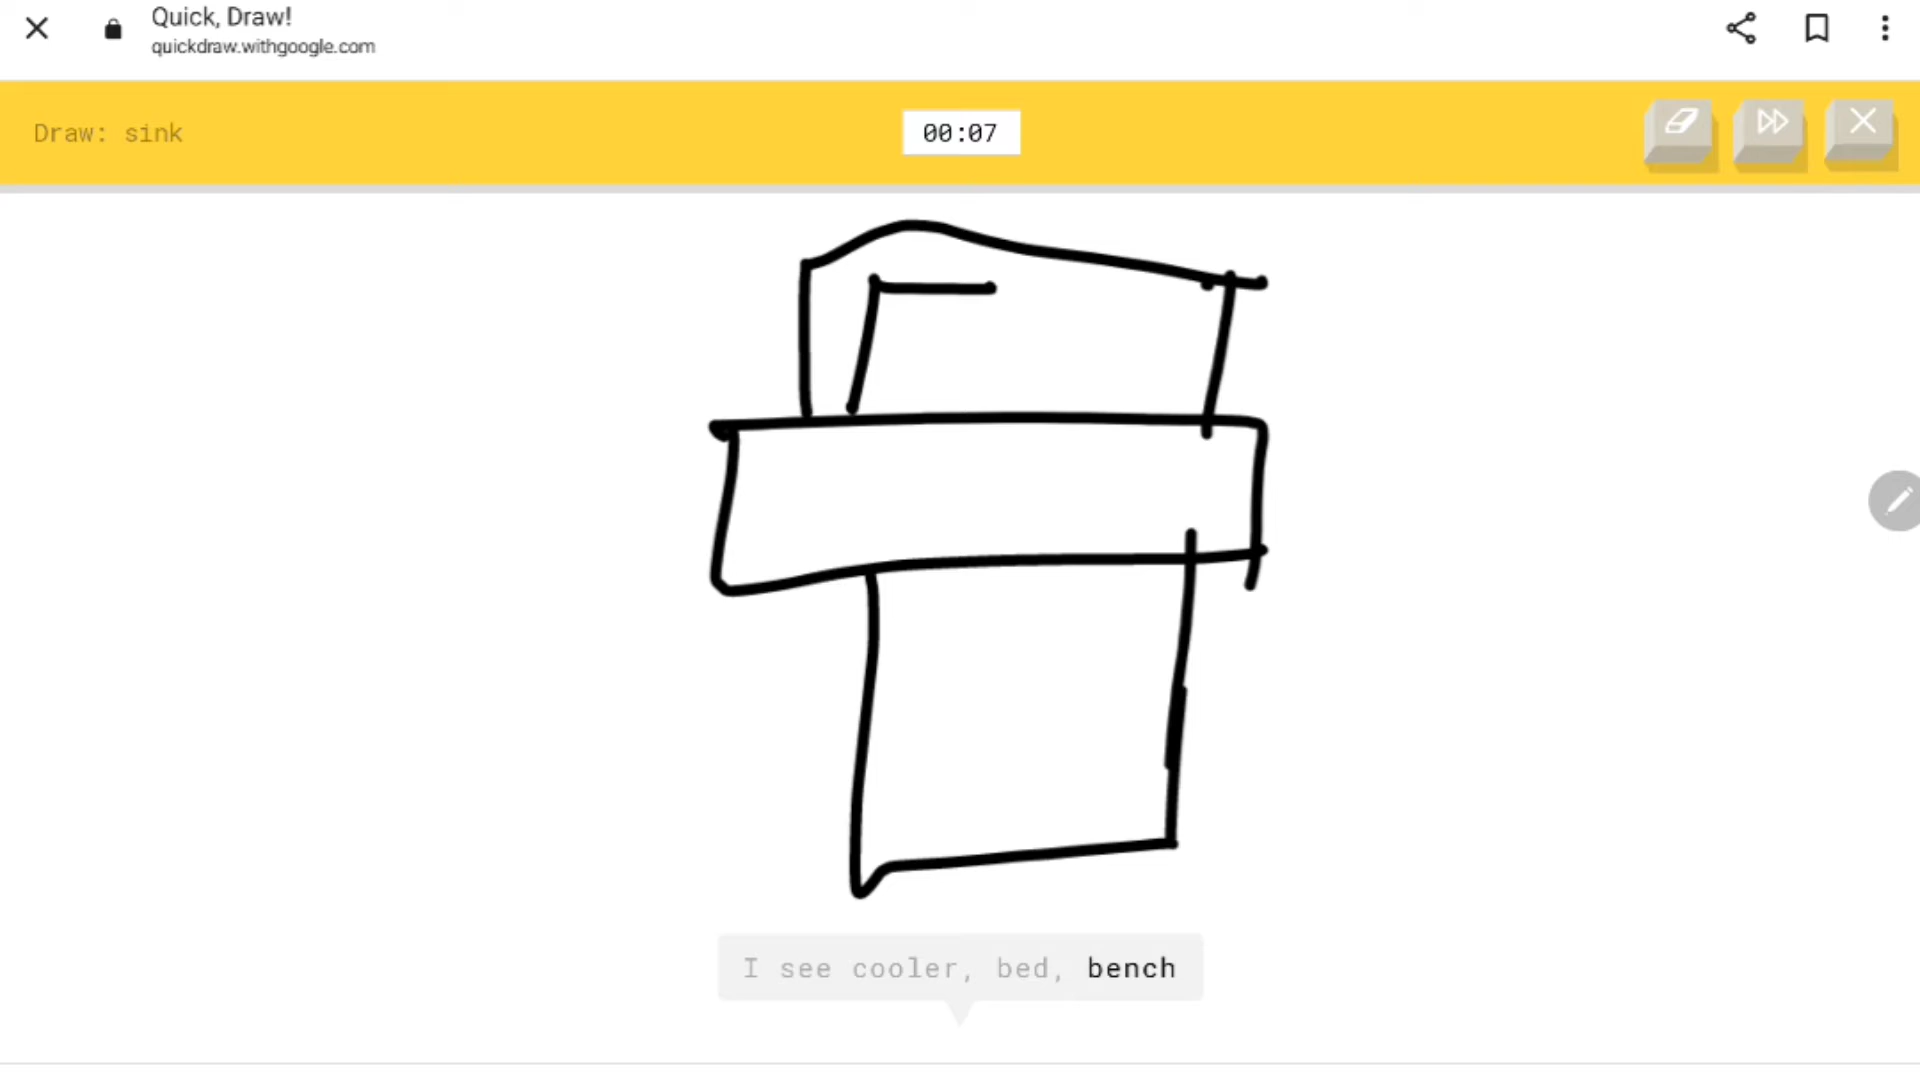 Quick, Draw!
quickdraw.withgoogle.com
Draw: sink
00:07
I see cooler, bed, bench